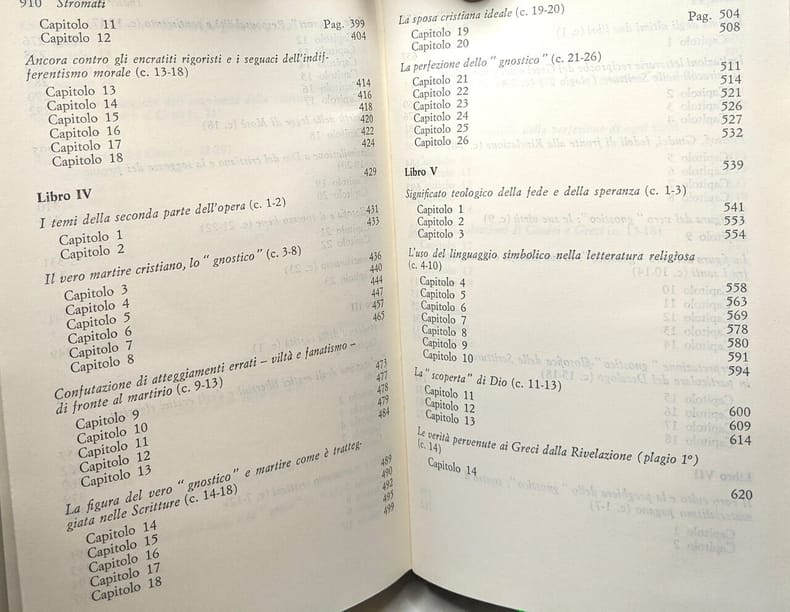 910 Stromati
Capitolo 11 Pag. 399
Capitolo 12 404
Ancora contro gli encratiti rigoristi e i seguaci dell'indif-
ferentismo morale (c. 13-18)
Capitolo 13 414
Capitolo 14 416
Capitolo 15 418
Capitolo 16 420
Capitolo 17 422
Capitolo 18 424
Libro IV 429
I temi della seconda parte dell'opera (c. 1-2)
Capitolo 1 431
Capitolo 2 433
Il vero martire cristiano, lo "gnostico" (c. 3-8)
Capitolo 3 436
Capitolo 4 440
Capitolo 5 444
Capitolo 6 447
Capitolo 7 457
Capitolo 8 465
Confutazione di atteggiamenti errati – viltà e fanatismo –
di fronte al martirio (c. 9-13)
Capitolo 9 473
Capitolo 10 477
Capitolo 11 478
Capitolo 12 479
Capitolo 13 484
La figura del vero "gnostico" e martire come è tratteg-
giata nelle Scritture (c. 14-18)
Capitolo 14 489
Capitolo 15 490
Capitolo 16 492
Capitolo 17 495
Capitolo 18 499
La sposa cristiana ideale (c. 19-20)
Capitolo 19 Pag. 504
Capitolo 20 508
La perfezione dello "gnostico" (c. 21-26)
Capitolo 21 511
Capitolo 22 514
Capitolo 23 521
Capitolo 24 526
Capitolo 25 527
Capitolo 26 532
Libro V 539
Significato teologico della fede e della speranza (c. 1-3)
Capitolo 1 541
Capitolo 2 553
Capitolo 3 554
L'uso del linguaggio simbolico nella letteratura religiosa
(c. 4-10)
Capitolo 4 558
Capitolo 5 563
Capitolo 6 569
Capitolo 7 578
Capitolo 8 580
Capitolo 9 591
Capitolo 10 594
La "scoperta" di Dio (c. 11-13)
Capitolo 11 600
Capitolo 12 609
Capitolo 13 614
Le verità pervenute ai Greci dalla Rivelazione (plagio 1°)
(c. 14)
Capitolo 14 620